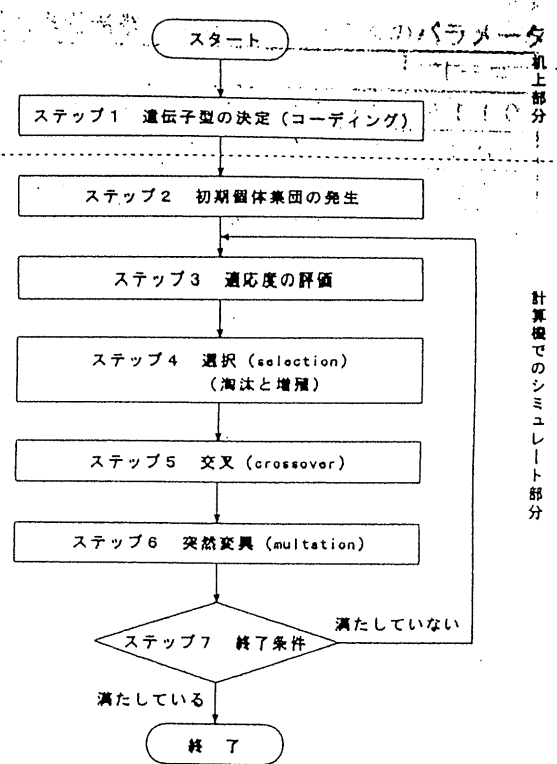 スタート
のパラメータ
机上部分
ステップ1 遺伝子型の決定(コーディング)
ステップ2 初期個体集団の発生
ステップ3 適応度の評価
ステップ4 選択(selection)
(淘汰と増殖)
ステップ5 交叉(crossover)
ステップ6 突然変異(multation)
ステップ7 終了条件
満たしていない
満たしている
終 了
計算機でのシミュレート部分